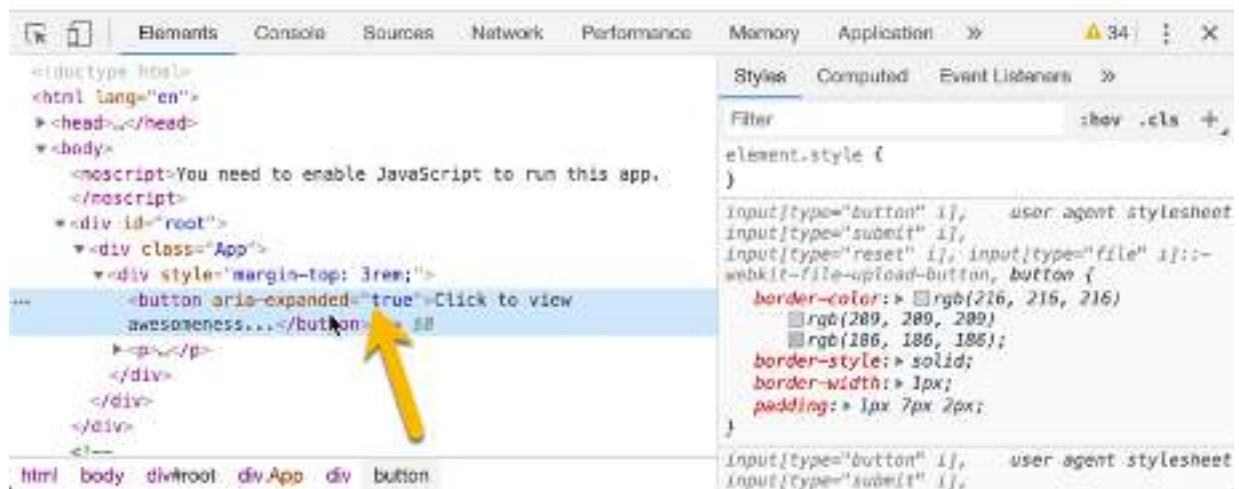 Elements Console Sources Network Performance Memory Application » 34
<!doctype html>
<html lang="en">
<head>…</head>
<body>
<noscript>You need to enable JavaScript to run this app.
</noscript>
<div id="root">
<div class="App">
<div style="margin-top: 3rem;">
... <button aria-expanded="true">Click to view
awesomeness...</button> == $0
<p>…</p>
</div>
</div>
</div>
<!--
html body div#root div.App div button
Styles Computed Event Listeners »
Filter :hov .cls +
element.style {
}
input[type="button" i], user agent stylesheet
input[type="submit" i],
input[type="reset" i], input[type="file" i]::-
webkit-file-upload-button, button {
border-color: rgb(216, 216, 216)
rgb(209, 209, 209)
rgb(186, 186, 186);
border-style: solid;
border-width: 1px;
padding: 1px 7px 2px;
}
input[type="button" i], user agent stylesheet
input[type="submit" i],